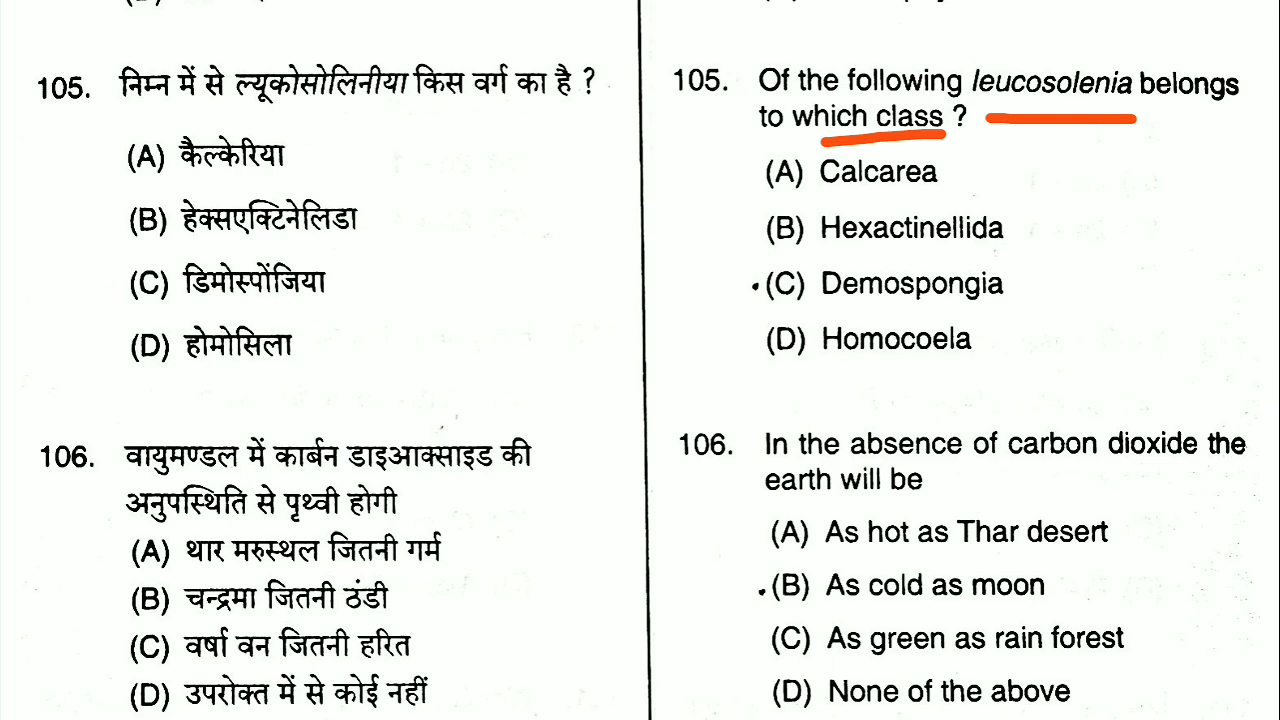 105. निम्न में से ल्यूकोसोलिनीया किस वर्ग का है ?
(A) कैल्केरिया
(B) हेक्सएक्टिनेलिडा
(C) डिमोस्पोंजिया
(D) होमोसिला
106. वायुमण्डल में कार्बन डाइआक्साइड की
अनुपस्थिति से पृथ्वी होगी
(A) थार मरुस्थल जितनी गर्म
(B) चन्द्रमा जितनी ठंडी
(C) वर्षा वन जितनी हरित
(D) उपरोक्त में से कोई नहीं
105. Of the following leucosolenia belongs
to which class ?
(A) Calcarea
(B) Hexactinellida
(C) Demospongia
(D) Homocoela
106. In the absence of carbon dioxide the
earth will be
(A) As hot as Thar desert
(B) As cold as moon
(C) As green as rain forest
(D) None of the above